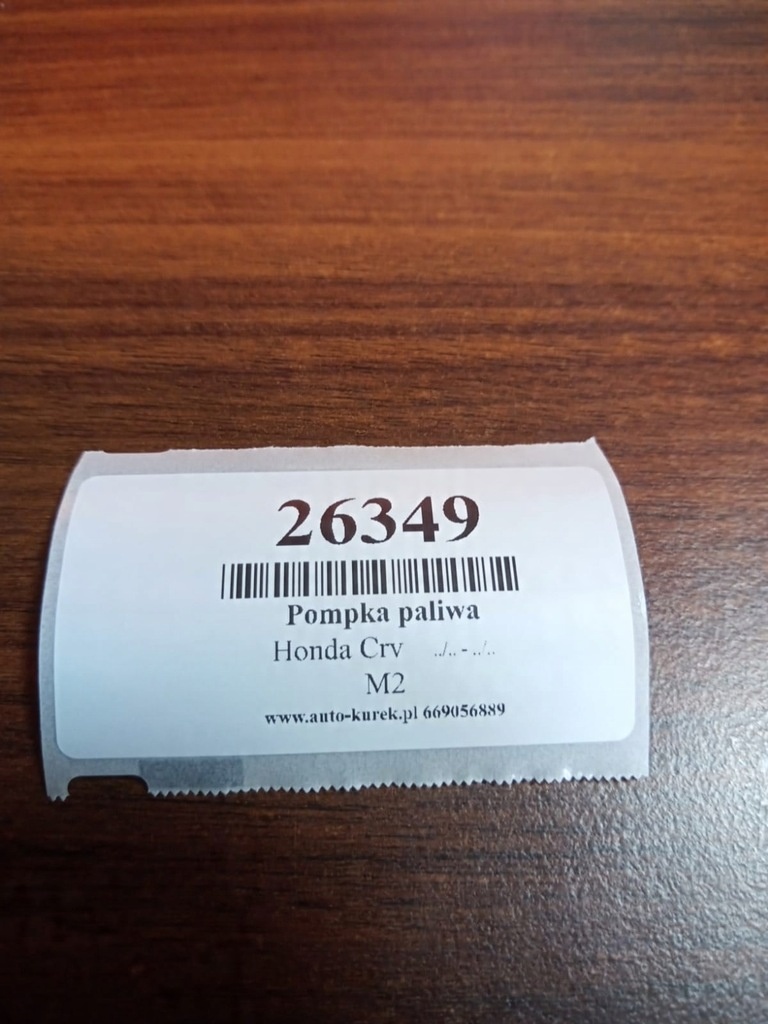 26349
Pompka paliwa
Honda Crv ../.. - ../..
M2
www.auto-kurek.pl 669056889